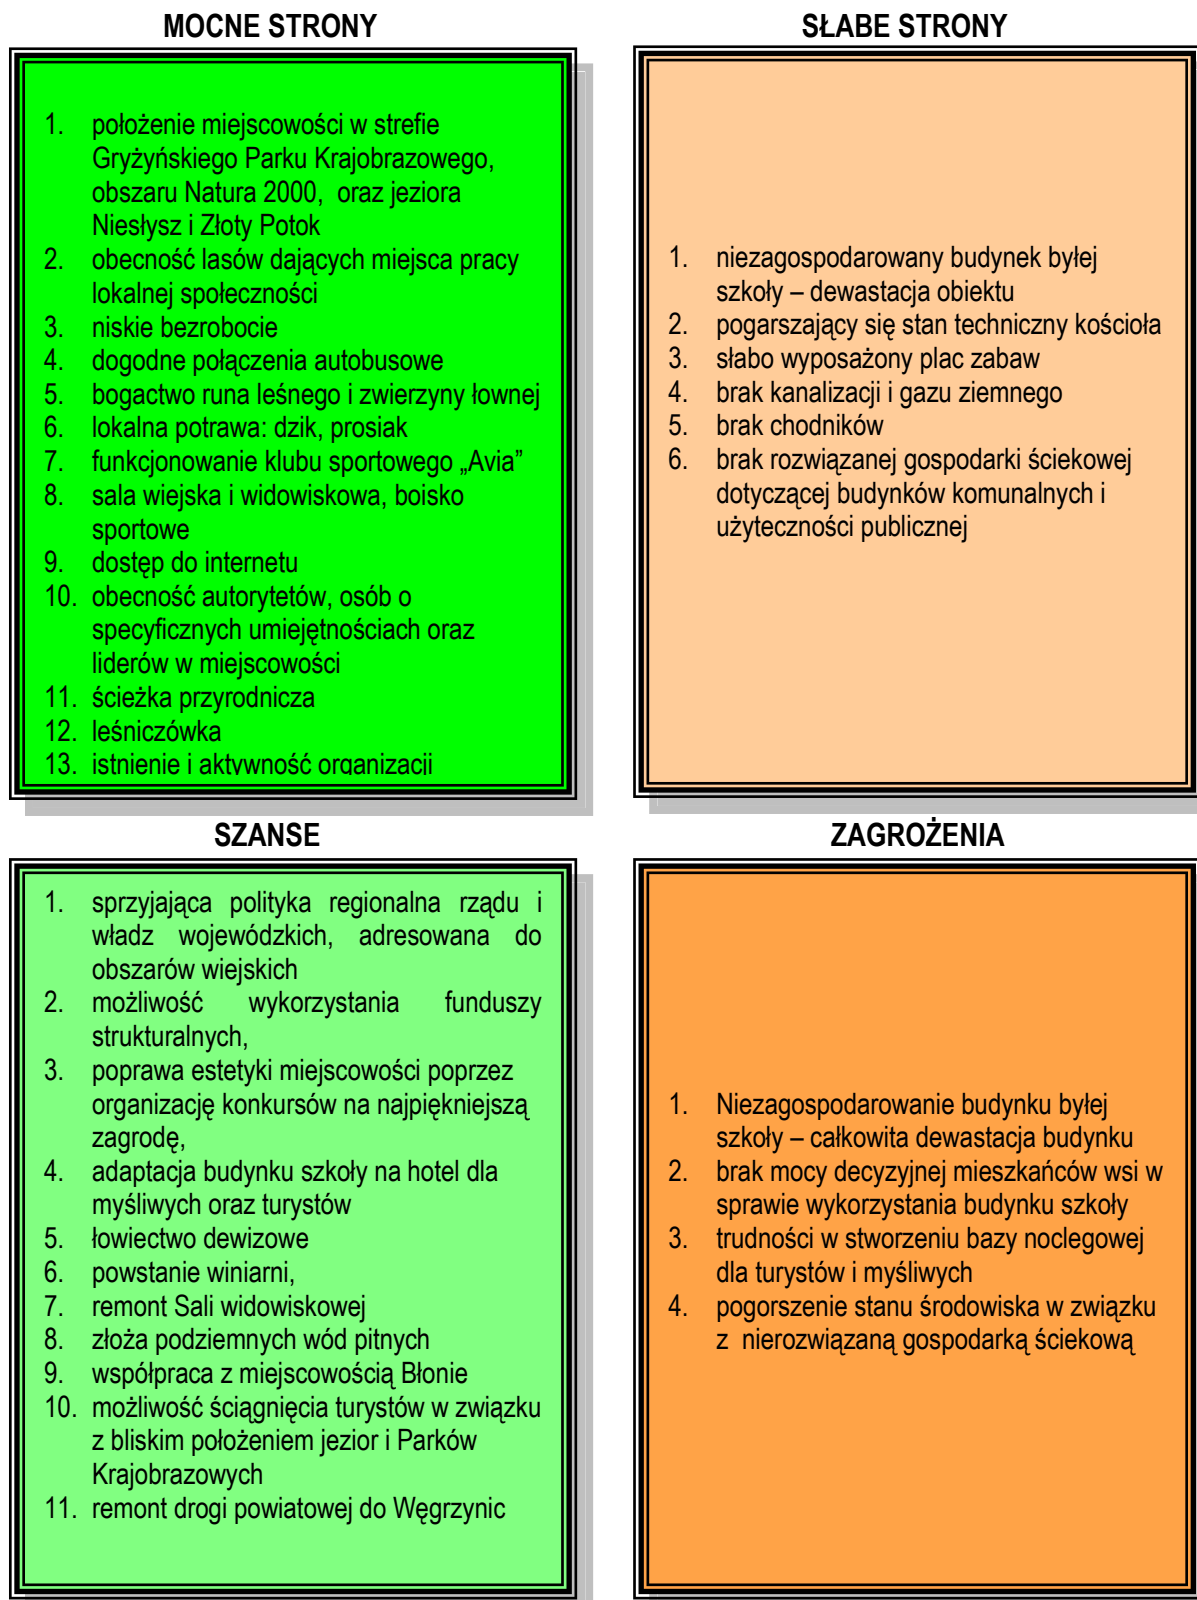 MOCNE STRONY
1. położenie miejscowości w strefie
Gryżyńskiego Parku Krajobrazowego,
obszaru Natura 2000, oraz jeziora
Niesłysz i Złoty Potok
2. obecność lasów dających miejsca pracy
lokalnej społeczności
3. niskie bezrobocie
4. dogodne połączenia autobusowe
5. bogactwo runa leśnego i zwierzyny łownej
6. lokalna potrawa: dzik, prosiak
7. funkcjonowanie klubu sportowego „Avia”
8. sala wiejska i widowiskowa, boisko
sportowe
9. dostęp do internetu
10. obecność autorytetów, osób o
specyficznych umiejętnościach oraz
liderów w miejscowości
11. ścieżka przyrodnicza
12. leśniczówka
13. istnienie i aktywność organizacji
SŁABE STRONY
1. niezagospodarowany budynek byłej
szkoły – dewastacja obiektu
2. pogarszający się stan techniczny kościoła
3. słabo wyposażony plac zabaw
4. brak kanalizacji i gazu ziemnego
5. brak chodników
6. brak rozwiązanej gospodarki ściekowej
dotyczącej budynków komunalnych i
użyteczności publicznej
SZANSE
1. sprzyjająca polityka regionalna rządu i
władz wojewódzkich, adresowana do
obszarów wiejskich
2. możliwość wykorzystania funduszy
strukturalnych,
3. poprawa estetyki miejscowości poprzez
organizację konkursów na najpiękniejszą
zagrodę,
4. adaptacja budynku szkoły na hotel dla
myśliwych oraz turystów
5. łowiectwo dewizowe
6. powstanie winiarni,
7. remont Sali widowiskowej
8. złoża podziemnych wód pitnych
9. współpraca z miejscowością Błonie
10. możliwość ściągnięcia turystów w związku
z bliskim położeniem jezior i Parków
Krajobrazowych
11. remont drogi powiatowej do Węgrzynic
ZAGROŻENIA
1. Niezagospodarowanie budynku byłej
szkoły – całkowita dewastacja budynku
2. brak mocy decyzyjnej mieszkańców wsi w
sprawie wykorzystania budynku szkoły
3. trudności w stworzeniu bazy noclegowej
dla turystów i myśliwych
4. pogorszenie stanu środowiska w związku
z nierozwiązaną gospodarką ściekową